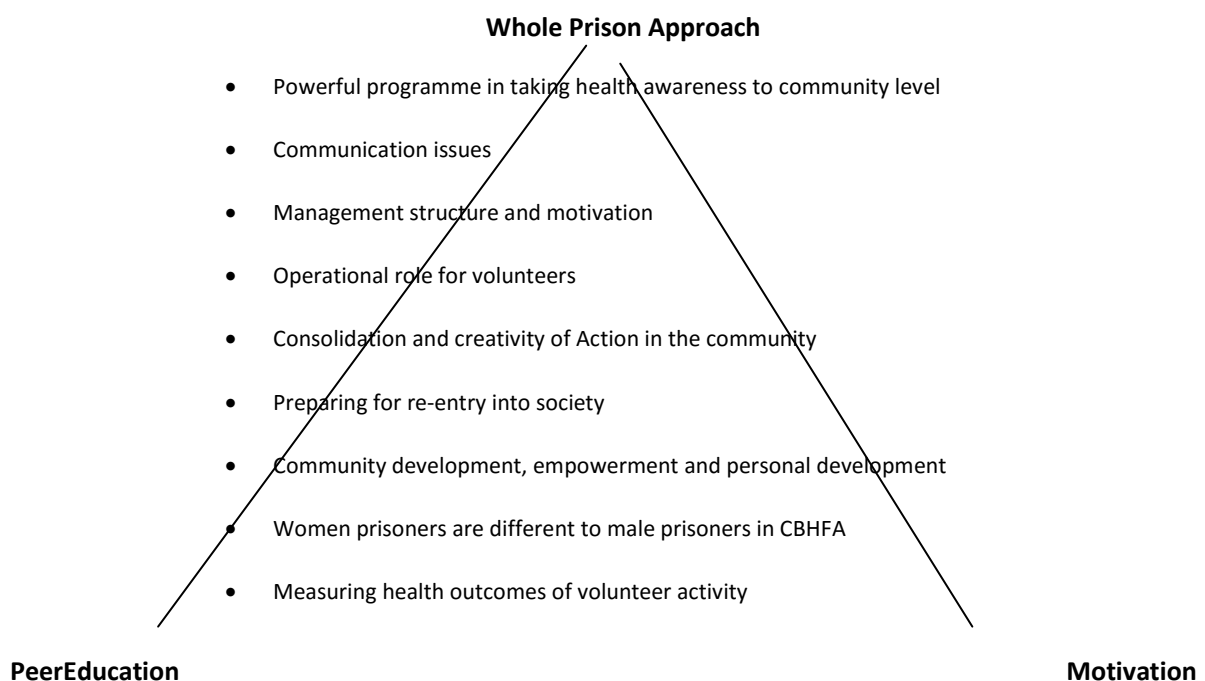 Whole Prison Approach
• Powerful programme in taking health awareness to community level
• Communication issues
• Management structure and motivation
• Operational role for volunteers
• Consolidation and creativity of Action in the community
• Preparing for re-entry into society
• Community development, empowerment and personal development
• Women prisoners are different to male prisoners in CBHFA
• Measuring health outcomes of volunteer activity
PeerEducation
Motivation